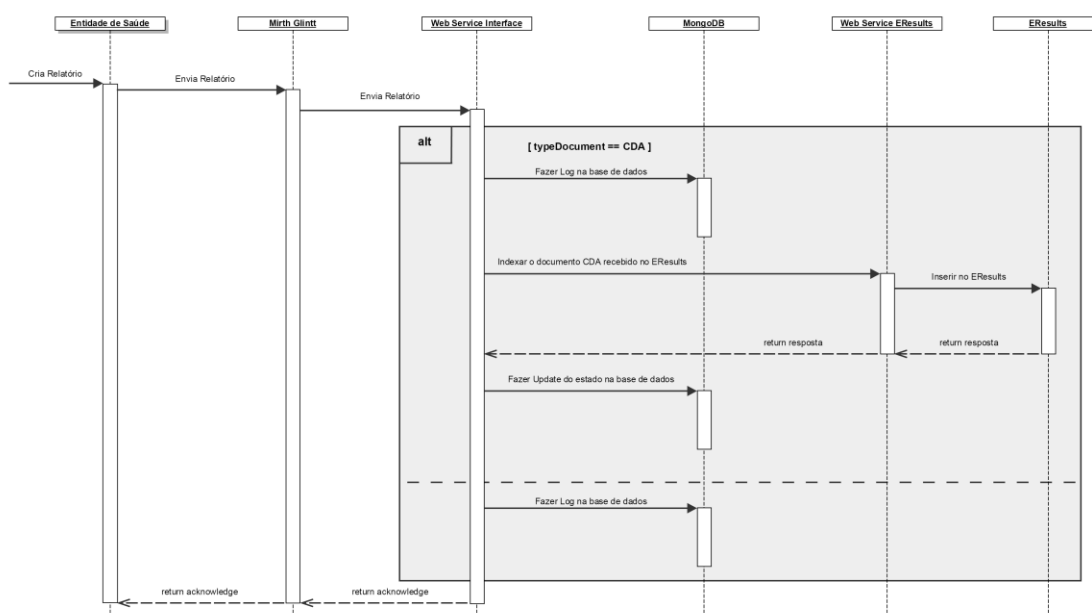 Entidade de Saúde
Mirth Glintt
Web Service Interface
MongoDB
Web Service EResults
EResults
Cria Relatório
Envia Relatório
Envia Relatório
alt
[ typeDocument == CDA ]
Fazer Log na base de dados
Indexar o documento CDA recebido no EResults
Inserir no EResults
return resposta
return resposta
Fazer Update do estado na base de dados
Fazer Log na base de dados
return acknowledge
return acknowledge